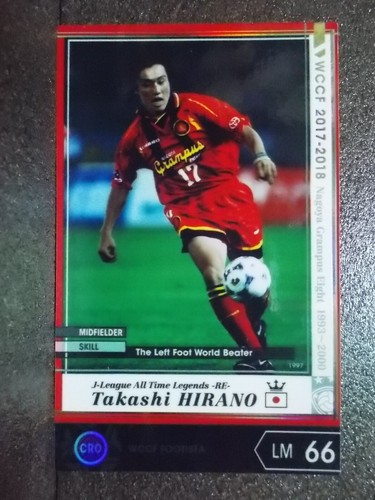 WCCF 2017-2018 Nagoya Grampus Eight 1993~2000
Grampus
17
MIDFIELDER
SKILL
The Left Foot World Beater
1997
J-League All Time Legends -RE-
Takashi HIRANO
CRO
LM 66